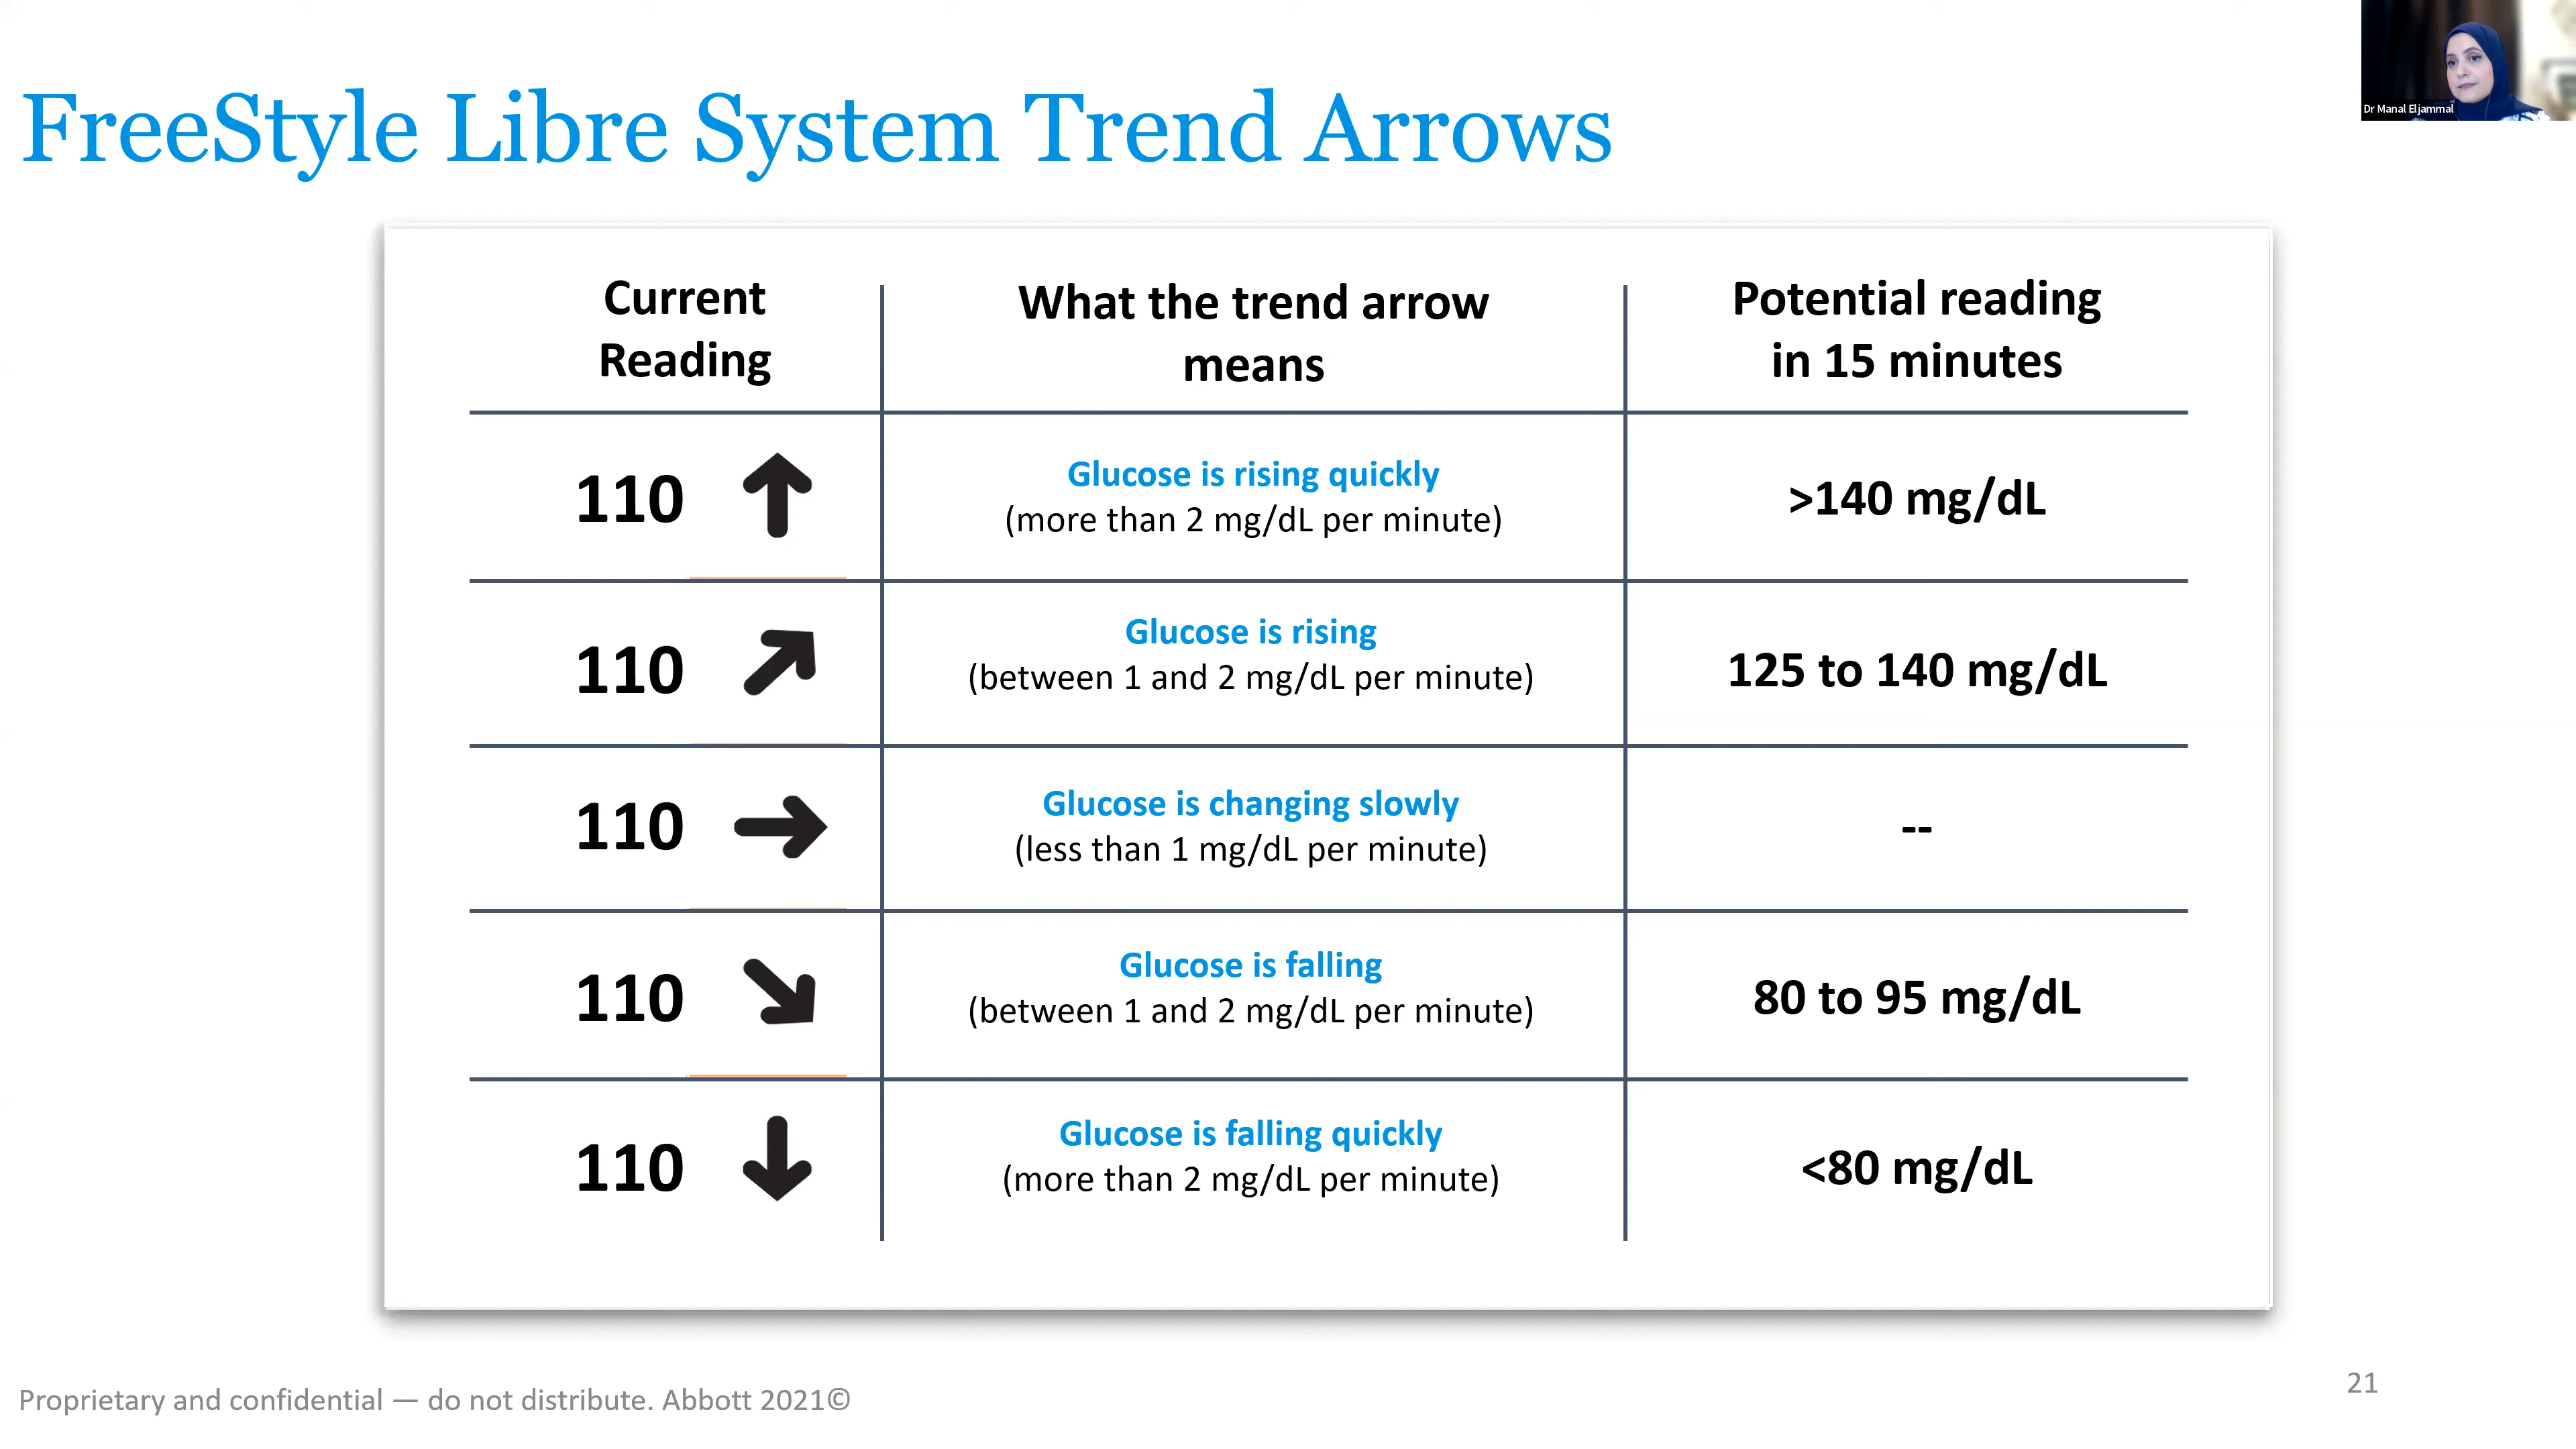 Dr Manal Eljammal
FreeStyle Libre System Trend Arrows
Current
Reading
What the trend arrow
means
Potential reading
in 15 minutes
110
Glucose is rising quickly
(more than 2 mg/dL per minute)
>140 mg/dL
110
Glucose is rising
(between 1 and 2 mg/dL per minute)
125 to 140 mg/dL
110
Glucose is changing slowly
(less than 1 mg/dL per minute)
--
110
Glucose is falling
(between 1 and 2 mg/dL per minute)
80 to 95 mg/dL
110
Glucose is falling quickly
(more than 2 mg/dL per minute)
<80 mg/dL
Proprietary and confidential — do not distribute. Abbott 2021©
21